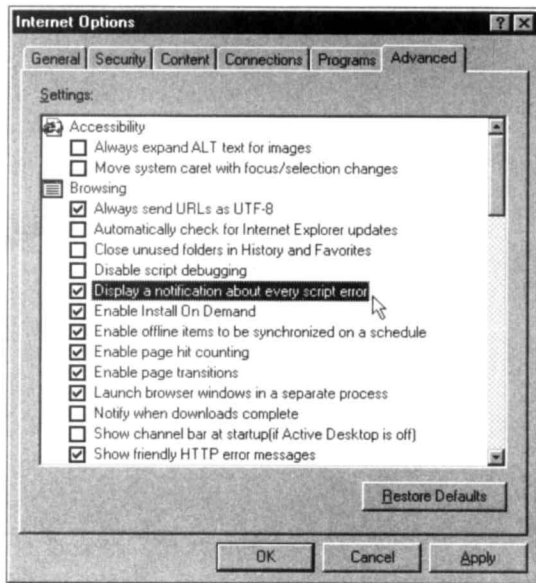 Internet Options
General Security Content Connections Programs Advanced
Settings:
Accessibility
Always expand ALT text for images
Move system caret with focus/selection changes
Browsing
Always send URLs as UTF-8
Automatically check for Internet Explorer updates
Close unused folders in History and Favorites
Disable script debugging
Display a notification about every script error
Enable Install On Demand
Enable offline items to be synchronized on a schedule
Enable page hit counting
Enable page transitions
Launch browser windows in a separate process
Notify when downloads complete
Show channel bar at startup(if Active Desktop is off)
Show friendly HTTP error messages
Restore Defaults
OK Cancel Apply